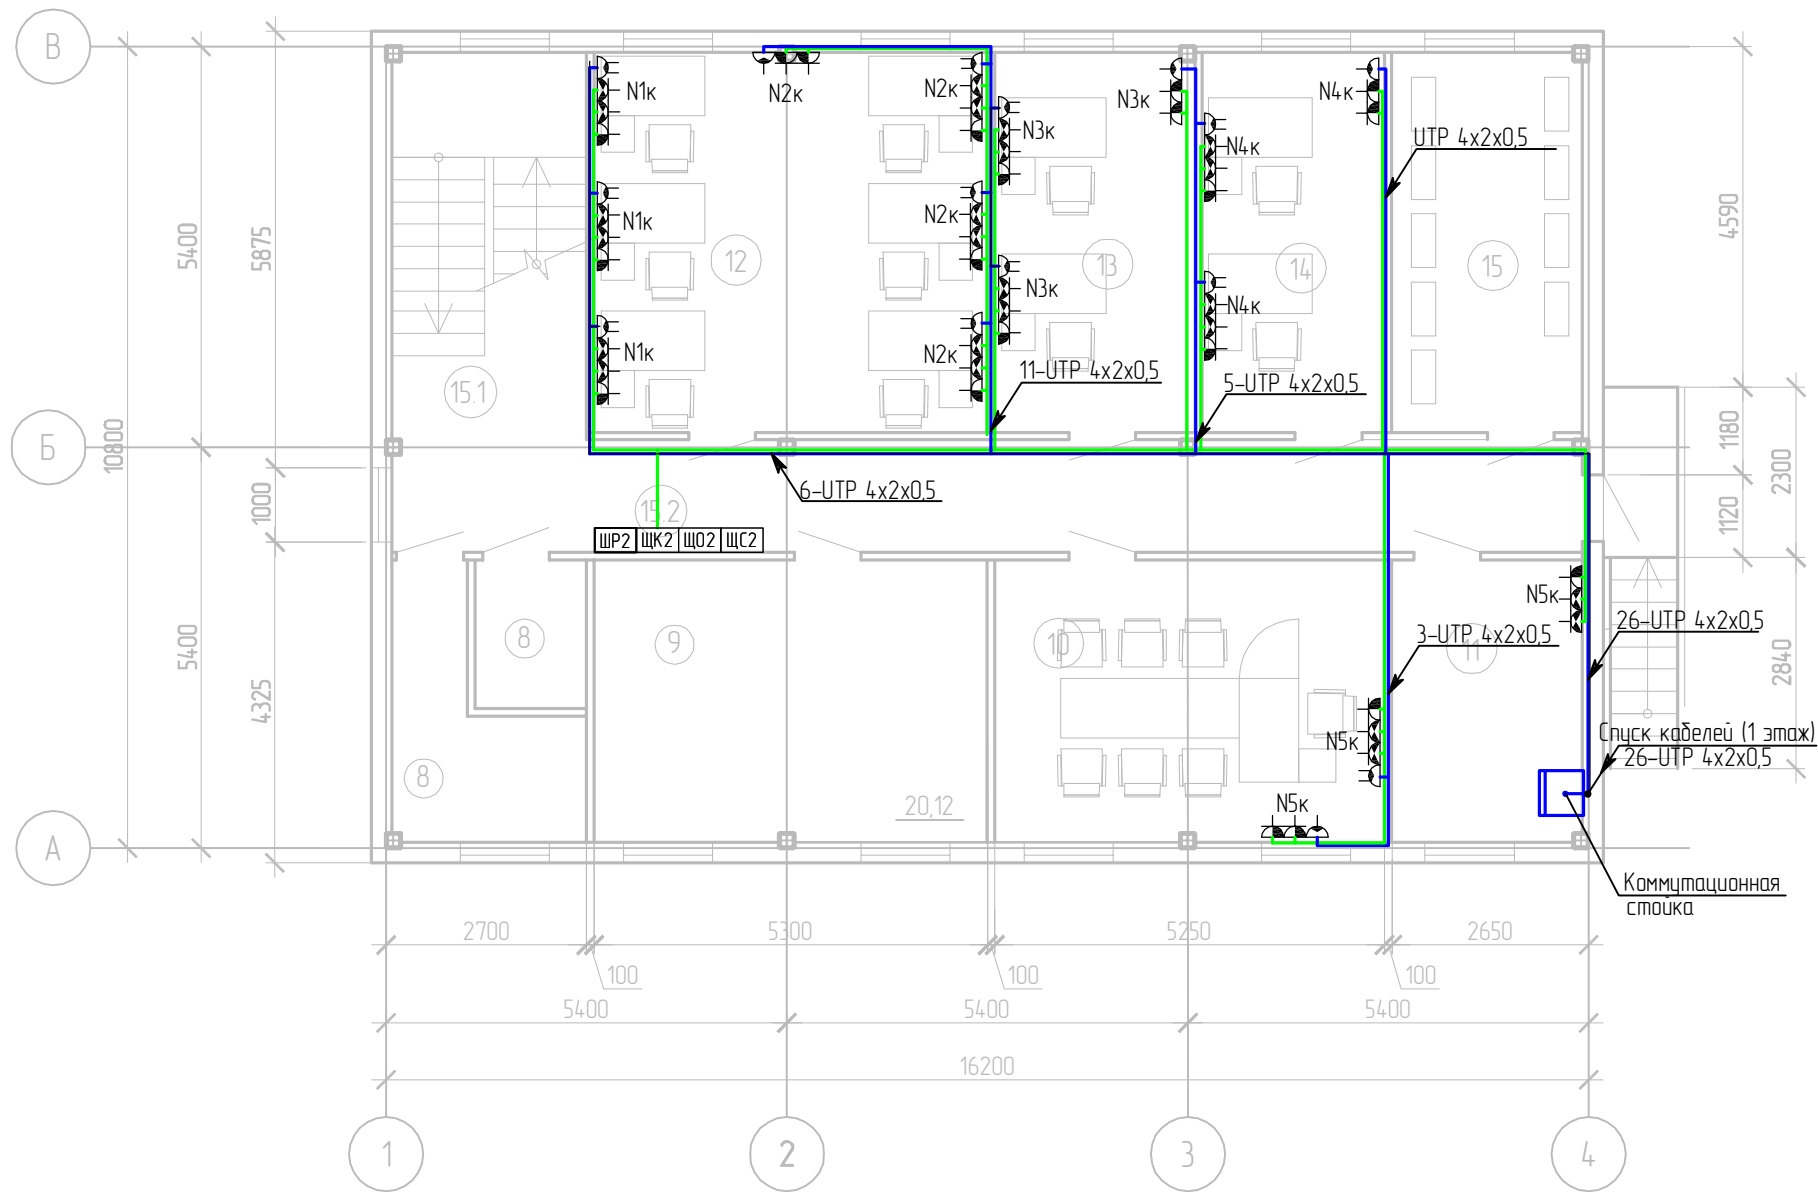 В
N1к
N2к
N2к
N3к
N3к
N4к
N4к
UTP 4х2х0,5
N1к
N2к
4590
5400
5875
12
13
14
15
N3к
N4к
N1к
N2к
11-UTP 4х2х0,5
5-UTP 4х2х0,5
15.1
Б
10800
1180
2300
1000
6-UTP 4х2х0,5
15.2
1120
ШР2 ЩК2 ЩО2 ЩС2
N5к
26-UTP 4х2х0,5
8
9
10
3-UTP 4х2х0,5
11
5400
2840
4325
Спуск кабелей (1 этаж)
26-UTP 4х2х0,5
N5к
8
20,12
N5к
А
Коммутационная
стойка
2700
5300
5250
2650
100
100
100
5400
5400
5400
16200
1
2
3
4